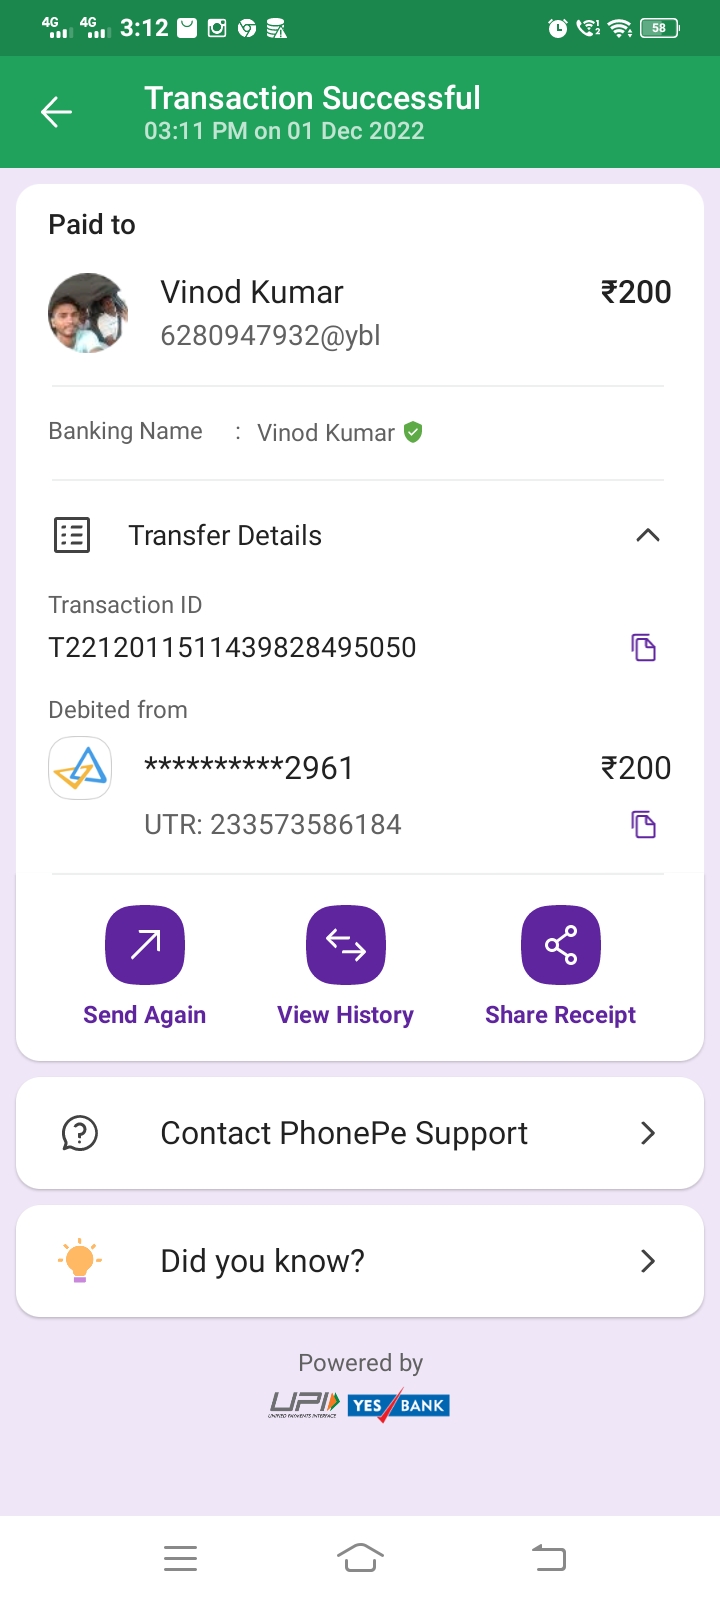 4G 4G 3:12 58
Transaction Successful
03:11 PM on 01 Dec 2022
Paid to
Vinod Kumar ₹200
6280947932@ybl
Banking Name : Vinod Kumar
Transfer Details
Transaction ID
T2212011511439828495050
Debited from
**********2961 ₹200
UTR: 233573586184
Send Again View History Share Receipt
Contact PhonePe Support
Did you know?
Powered by
UPI YES BANK
UNIFIED PAYMENTS INTERFACE